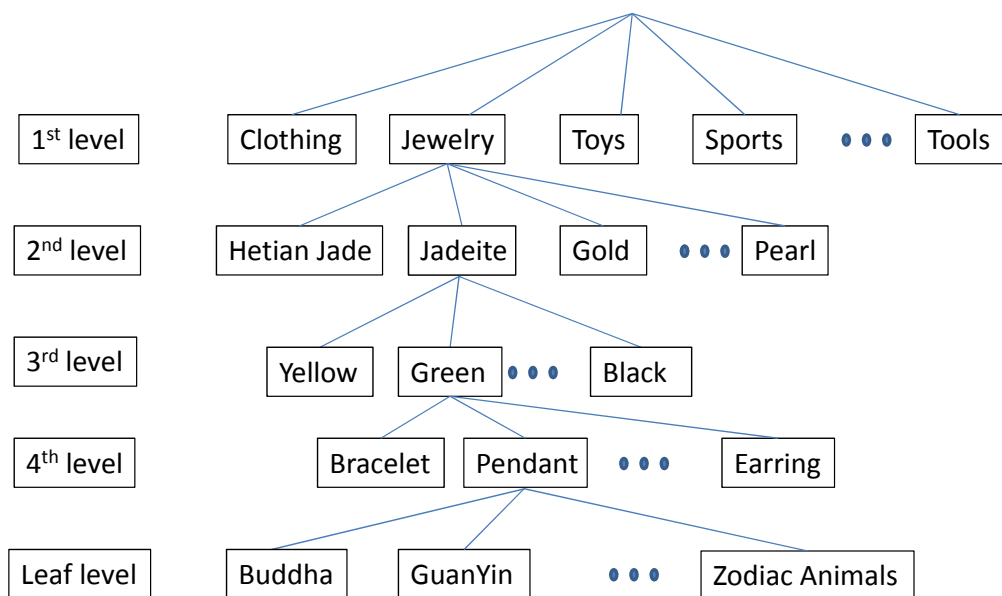 1st level Clothing Jewelry Toys Sports Tools
2nd level Hetian Jade Jadeite Gold Pearl
3rd level Yellow Green Black
4th level Bracelet Pendant Earring
Leaf level Buddha GuanYin Zodiac Animals